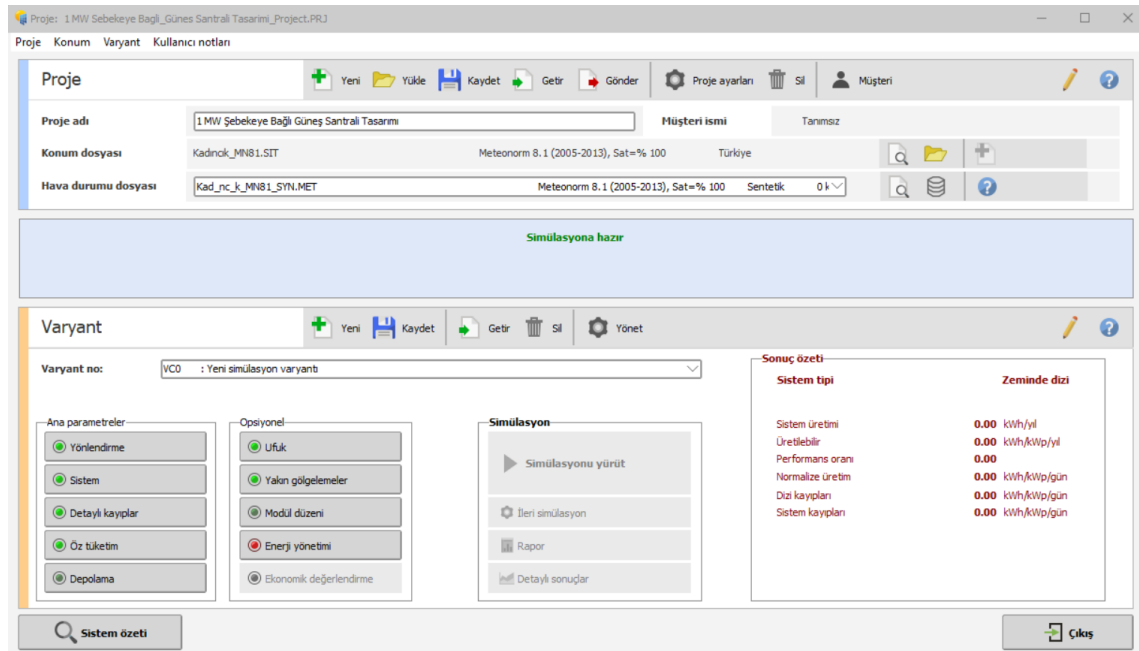 Proje: 1 MW Sebekeye Bagli_Günes Santrali Tasarimi_Project.PRJ
Proje Konum Varyant Kullanıcı notları
Proje Yeni Yükle Kaydet Getir Gönder Proje ayarları Sil Müşteri
Proje adı 1 MW Şebekeye Bağlı Güneş Santrali Tasarımı Müşteri ismi Tanımsız
Konum dosyası Kadıncık_MN81.SIT Meteonorm 8.1 (2005-2013), Sat=% 100 Türkiye
Hava durumu dosyası Kad_nc_k_MN81_SYN.MET Meteonorm 8.1 (2005-2013), Sat=% 100 Sentetik 0 k
Simülasyona hazır
Varyant Yeni Kaydet Getir Sil Yönet
Varyant no: VC0 : Yeni simülasyon varyantı
Sonuç özeti
Sistem tipi Zeminde dizi
Sistem üretimi 0.00 kWh/yıl
Üretilebilir 0.00 kWh/kWp/yıl
Performans oranı 0.00
Normalize üretim 0.00 kWh/kWp/gün
Dizi kayıpları 0.00 kWh/kWp/gün
Sistem kayıpları 0.00 kWh/kWp/gün
Ana parametreler
Yönlendirme
Sistem
Detaylı kayıplar
Öz tüketim
Depolama
Opsiyonel
Ufuk
Yakın gölgelemeler
Modül düzeni
Enerji yönetimi
Ekonomik değerlendirme
Simülasyon
Simülasyonu yürüt
İleri simülasyon
Rapor
Detaylı sonuçlar
Sistem özeti
Çıkış